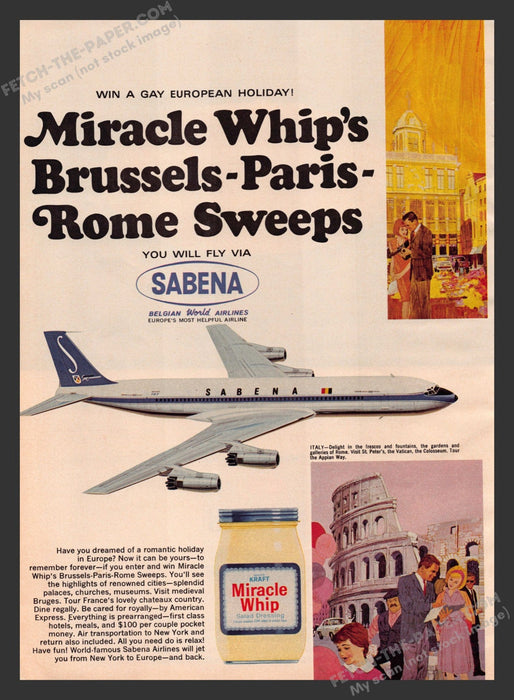 FETCH-THE-PAPER.COM
My scan (not stock image)
WIN A GAY EUROPEAN HOLIDAY!
Miracle Whip's
Brussels-Paris-
Rome Sweeps
YOU WILL FLY VIA
SABENA
BELGIAN World AIRLINES
EUROPE'S MOST HELPFUL AIRLINE
S
SABENA
ITALY—Delight in the frescos and fountains, the gardens and
galleries of Rome. Visit St. Peter's, the Vatican, the Colosseum. Tour
the Appian Way.
Have you dreamed of a romantic holiday
in Europe? Now it can be yours—to
remember forever—if you enter and win Miracle
Whip's Brussels-Paris-Rome Sweeps. You'll see
the highlights of renowned cities—splendid
palaces, churches, museums. Visit medieval
Bruges. Tour France's lovely chateaux country.
Dine regally. Be cared for royally—by American
Express. Everything is prearranged—first class
hotels, meals, and $100 per couple pocket
money. Air transportation to New York and
return also included. All you need do is relax!
Have fun! World-famous Sabena Airlines will jet
you from New York to Europe—and back.
KRAFT
Miracle
Whip
Salad Dressing
FETCH-THE-PAPER.COM
My scan (not stock image)